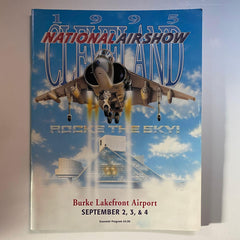 1995
CLEVELAND
NATIONAL AIRSHOW
ROCKS THE SKY!
Burke Lakefront Airport
SEPTEMBER 2, 3, & 4